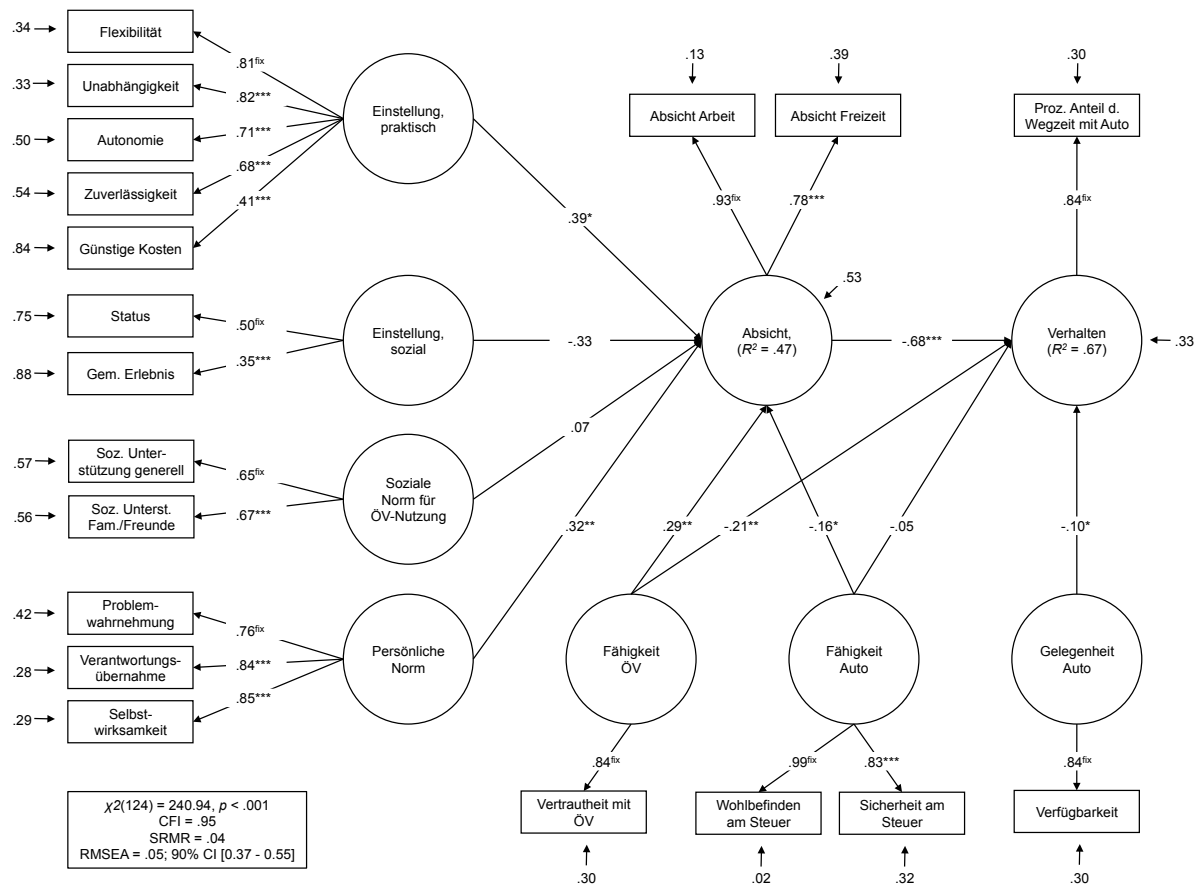 .34
Flexibilität
.81fix
.33
Unabhängigkeit
.82***
.50
Autonomie
.71***
.54
Zuverlässigkeit
.68***
.84
Günstige Kosten
.41***
Einstellung,
praktisch
.39*
.75
Status
.50fix
.88
Gem. Erlebnis
.35***
Einstellung,
sozial
-.33
.57
Soz. Unter-
stützung generell
.65fix
.56
Soz. Unterst.
Fam./Freunde
.67***
Soziale
Norm für
ÖV-Nutzung
.07
.42
Problem-
wahrnehmung
.76fix
.28
Verantwortungs-
übernahme
.84***
.29
Selbst-
wirksamkeit
.85***
Persönliche
Norm
.32**
.13
Absicht Arbeit
.93fix
.39
Absicht Freizeit
.78***
Absicht,
(R² = .47)
.53
-.68***
.30
Proz. Anteil d.
Wegzeit mit Auto
.84fix
Verhalten
(R² = .67)
.33
.29**
-.21**
-.16*
-.05
-.10*
Fähigkeit
ÖV
Fähigkeit
Auto
Gelegenheit
Auto
.84fix
.99fix
.83***
.84fix
Vertrautheit mit
ÖV
Wohlbefinden
am Steuer
Sicherheit am
Steuer
Verfügbarkeit
.30
.02
.32
.30
χ2(124) = 240.94, p < .001
CFI = .95
SRMR = .04
RMSEA = .05; 90% CI [0.37 - 0.55]